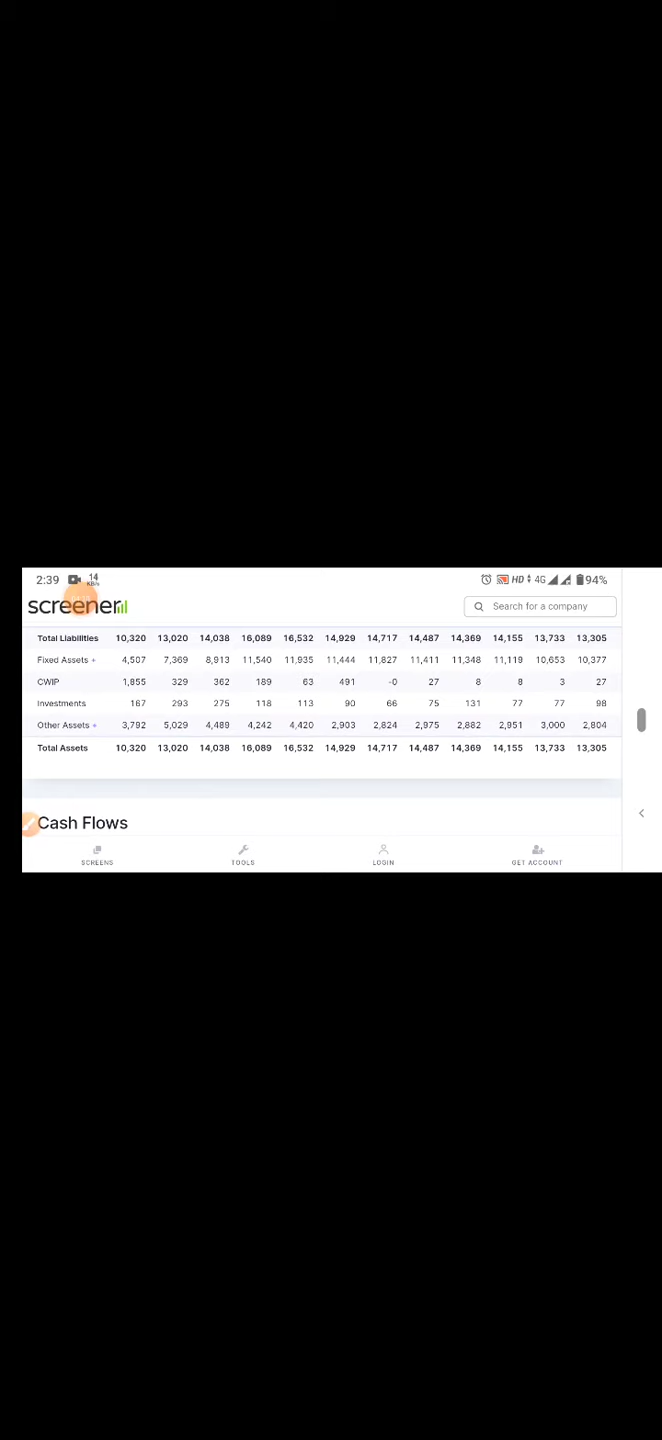 2:39 14 KB/s HD 4G 94%
screener Search for a company
Total Liabilities 10,320 13,020 14,038 16,089 16,532 14,929 14,717 14,487 14,369 14,155 13,733 13,305
Fixed Assets + 4,507 7,369 8,913 11,540 11,935 11,444 11,827 11,411 11,348 11,119 10,653 10,377
CWIP 1,855 329 362 189 63 491 -0 27 8 8 3 27
Investments 167 293 275 118 113 90 66 75 131 77 77 98
Other Assets + 3,792 5,029 4,489 4,242 4,420 2,903 2,824 2,975 2,882 2,951 3,000 2,804
Total Assets 10,320 13,020 14,038 16,089 16,532 14,929 14,717 14,487 14,369 14,155 13,733 13,305
Cash Flows
SCREENS TOOLS LOGIN GET ACCOUNT